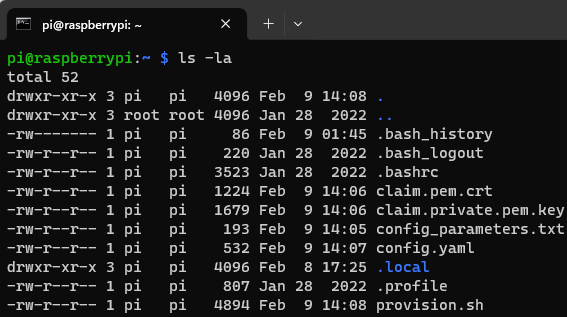 pi@raspberrypi: ~
pi@raspberrypi:~ $ ls -la
total 52
drwxr-xr-x 3 pi   pi   4096 Feb  9 14:08 .
drwxr-xr-x 3 root root 4096 Jan 28  2022 ..
-rw------- 1 pi   pi     86 Feb  9 01:45 .bash_history
-rw-r--r-- 1 pi   pi    220 Jan 28  2022 .bash_logout
-rw-r--r-- 1 pi   pi   3523 Jan 28  2022 .bashrc
-rw-r--r-- 1 pi   pi   1224 Feb  9 14:06 claim.pem.crt
-rw-r--r-- 1 pi   pi   1679 Feb  9 14:06 claim.private.pem.key
-rw-r--r-- 1 pi   pi    193 Feb  9 14:05 config_parameters.txt
-rw-r--r-- 1 pi   pi    532 Feb  9 14:07 config.yaml
drwxr-xr-x 3 pi   pi   4096 Feb  8 17:25 .local
-rw-r--r-- 1 pi   pi    807 Jan 28  2022 .profile
-rw-r--r-- 1 pi   pi   4894 Feb  9 14:08 provision.sh